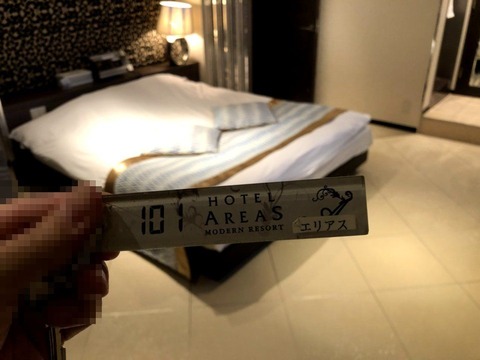 101
HOTEL
AREAS
MODERN RESORT
エリアス